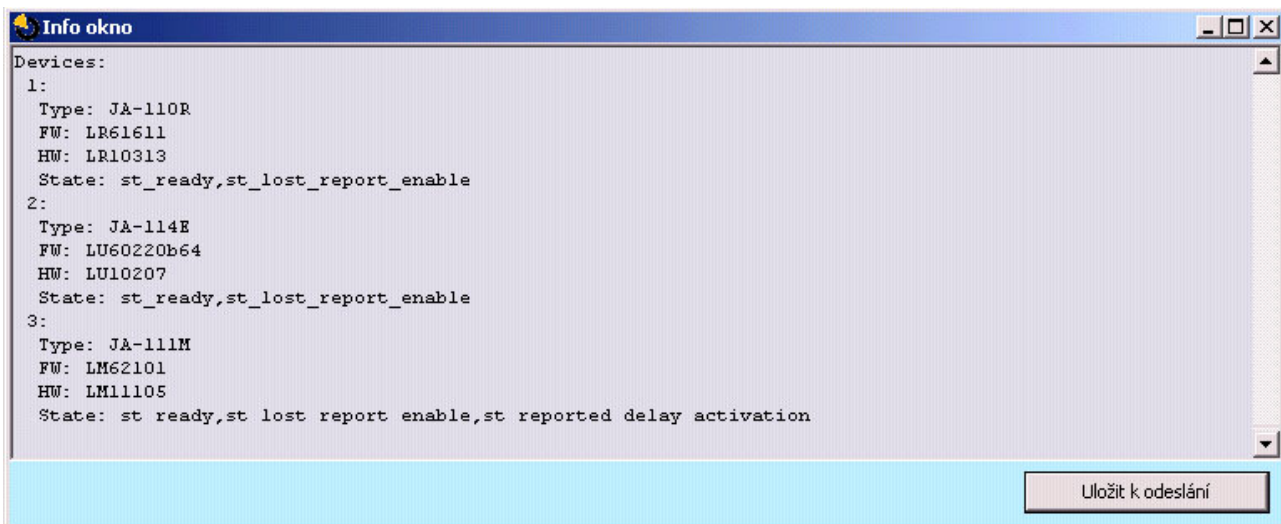 Info okno
Devices:
1:
Type: JA-110R
FW: LR61611
HW: LR10313
State: st_ready,st_lost_report_enable
2:
Type: JA-114E
FW: LU60220b64
HW: LU10207
State: st_ready,st_lost_report_enable
3:
Type: JA-111M
FW: LM62101
HW: LM11105
State: st ready,st lost report enable,st reported delay activation
Uložit k odeslání